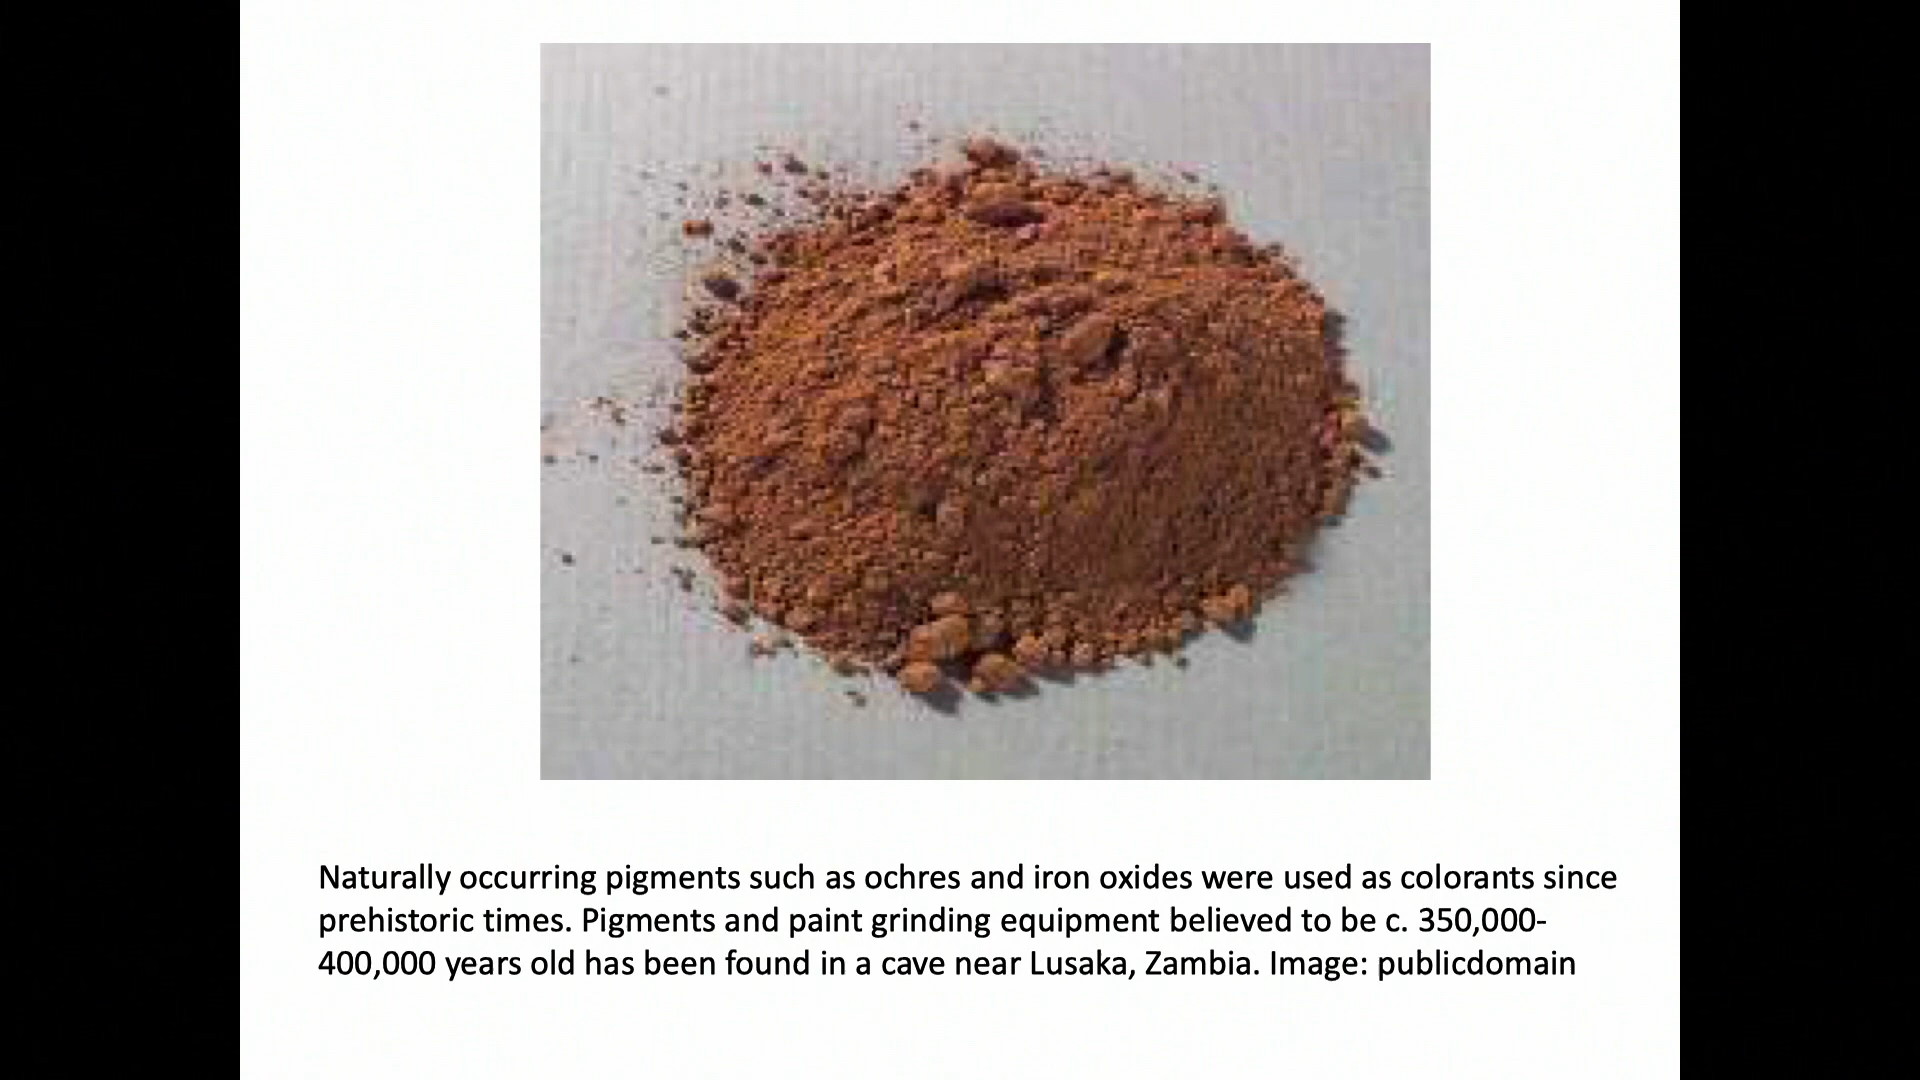 Naturally occurring pigments such as ochres and iron oxides were used as colorants since
prehistoric times. Pigments and paint grinding equipment believed to be c. 350,000-
400,000 years old has been found in a cave near Lusaka, Zambia. Image: publicdomain